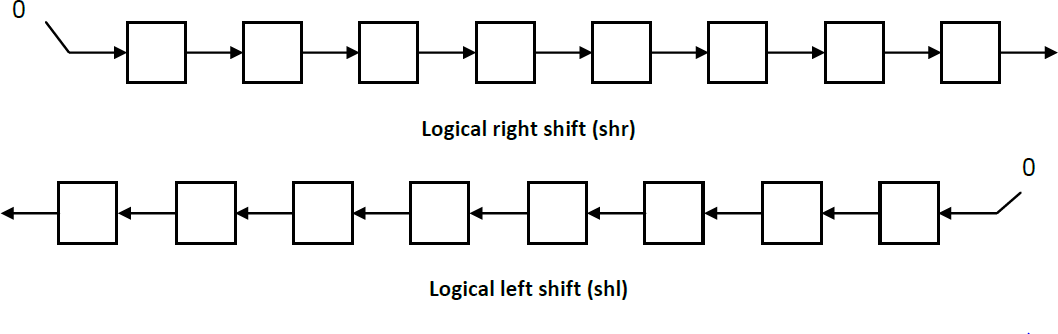 0
Logical right shift (shr)
0
Logical left shift (shl)